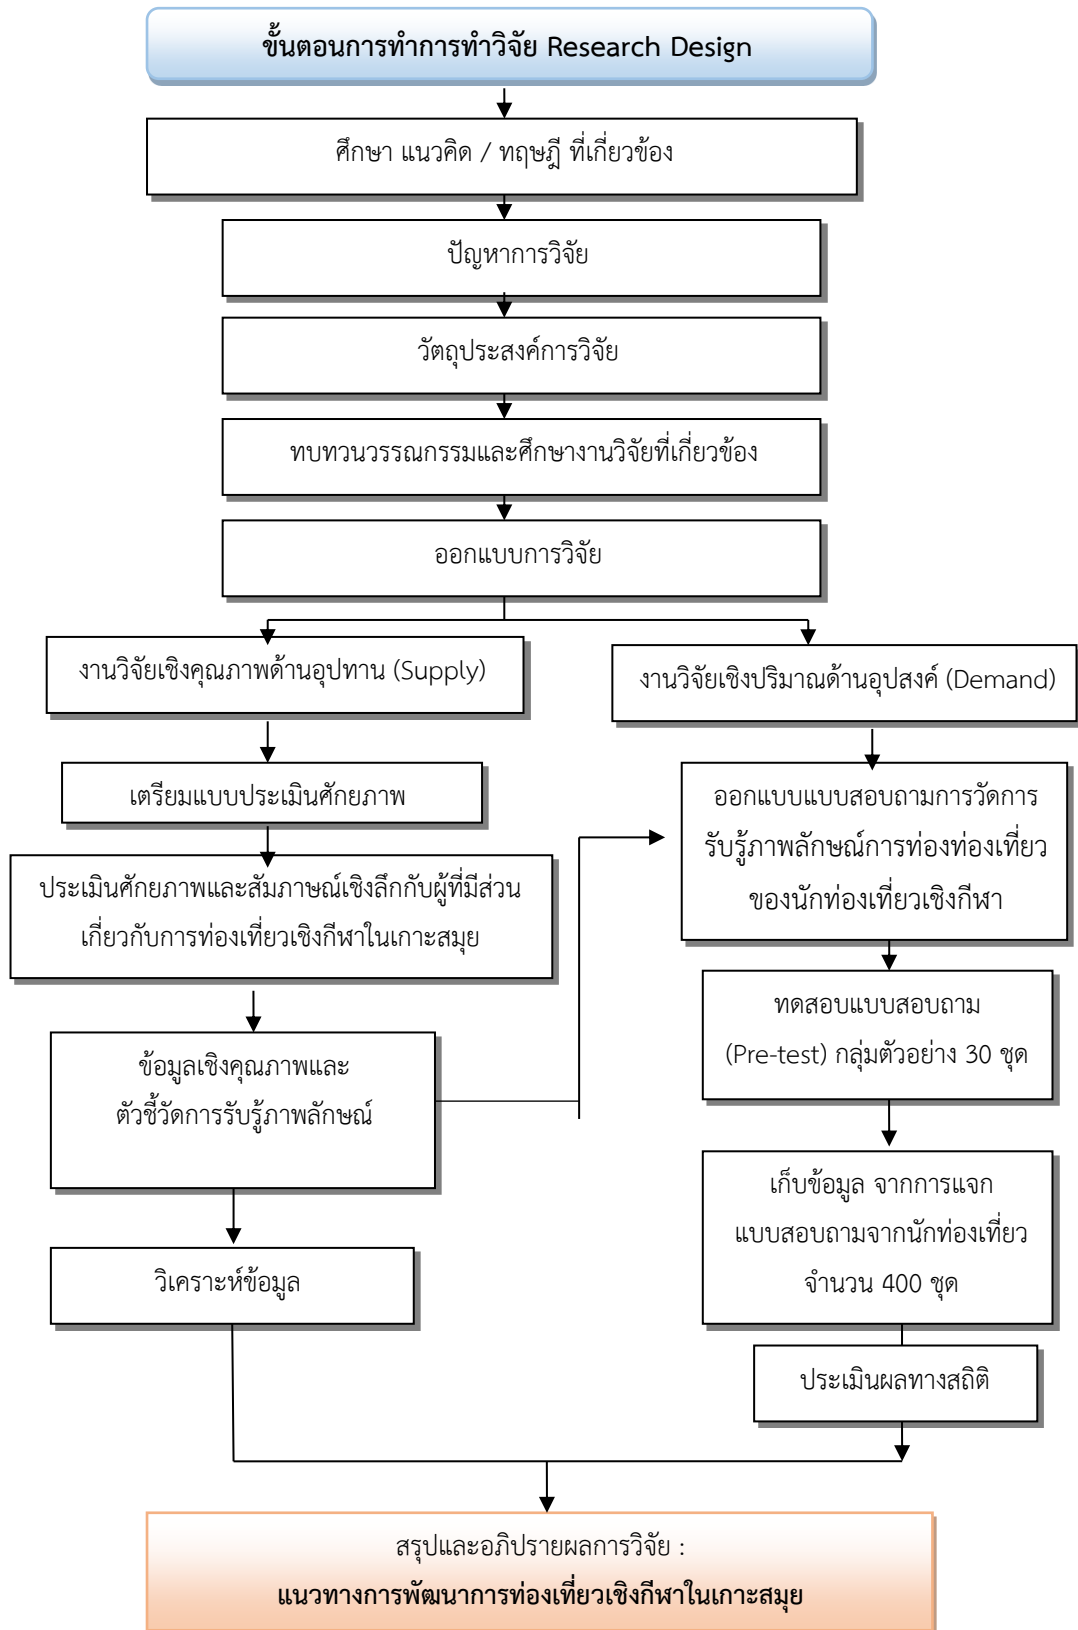 ขั้นตอนการทำการทำวิจัย Research Design
ศึกษา แนวคิด / ทฤษฎี ที่เกี่ยวข้อง
ปัญหาการวิจัย
วัตถุประสงค์การวิจัย
ทบทวนวรรณกรรมและศึกษางานวิจัยที่เกี่ยวข้อง
ออกแบบการวิจัย
งานวิจัยเชิงคุณภาพด้านอุปทาน (Supply)
เตรียมแบบประเมินศักยภาพ
ประเมินศักยภาพและสัมภาษณ์เชิงลึกกับผู้ที่มีส่วน
เกี่ยวกับการท่องเที่ยวเชิงกีฬาในเกาะสมุย
ข้อมูลเชิงคุณภาพและ
ตัวชี้วัดการรับรู้ภาพลักษณ์
วิเคราะห์ข้อมูล
งานวิจัยเชิงปริมาณด้านอุปสงค์ (Demand)
ออกแบบแบบสอบถามการวัดการ
รับรู้ภาพลักษณ์การท่องท่องเที่ยว
ของนักท่องเที่ยวเชิงกีฬา
ทดสอบแบบสอบถาม
(Pre-test) กลุ่มตัวอย่าง 30 ชุด
เก็บข้อมูล จากการแจก
แบบสอบถามจากนักท่องเที่ยว
จำนวน 400 ชุด
ประเมินผลทางสถิติ
สรุปและอภิปรายผลการวิจัย :
แนวทางการพัฒนาการท่องเที่ยวเชิงกีฬาในเกาะสมุย